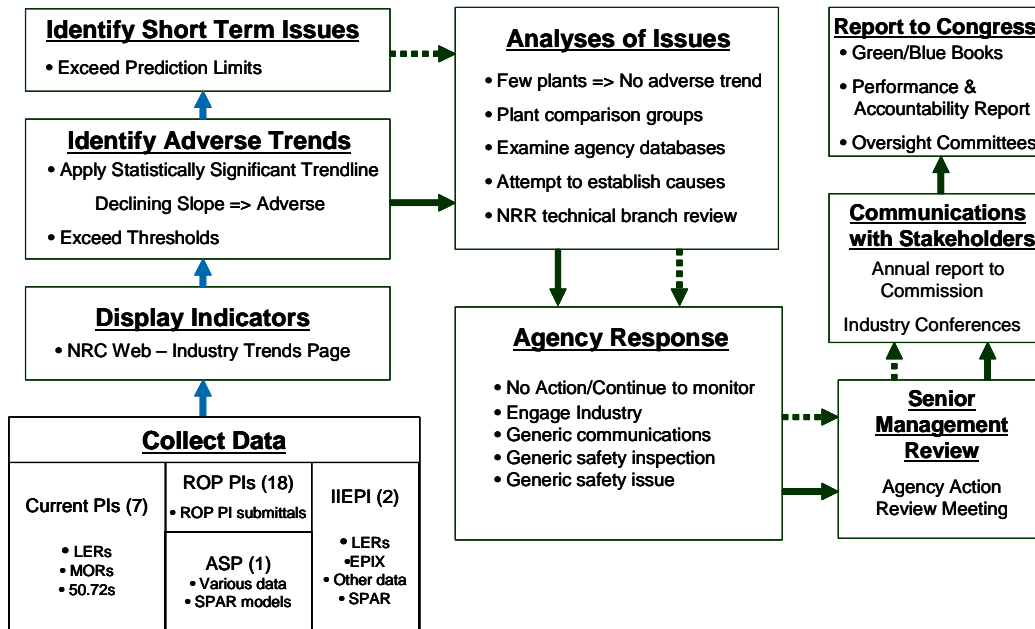 Identify Short Term Issues
• Exceed Prediction Limits
Identify Adverse Trends
• Apply Statistically Significant Trendline
Declining Slope => Adverse
• Exceed Thresholds
Display Indicators
• NRC Web – Industry Trends Page
Collect Data
Current PIs (7)
• LERs
• MORs
• 50.72s
ROP PIs (18)
• ROP PI submittals
ASP (1)
• Various data
• SPAR models
IIEPI (2)
• LERs
•EPIX
• Other data
• SPAR
Analyses of Issues
• Few plants => No adverse trend
• Plant comparison groups
• Examine agency databases
• Attempt to establish causes
• NRR technical branch review
Agency Response
• No Action/Continue to monitor
• Engage Industry
• Generic communications
• Generic safety inspection
• Generic safety issue
Report to Congress
• Green/Blue Books
• Performance &
Accountability Report
• Oversight Committees
Communications
with Stakeholders
Annual report to
Commission
Industry Conferences
Senior
Management
Review
Agency Action
Review Meeting